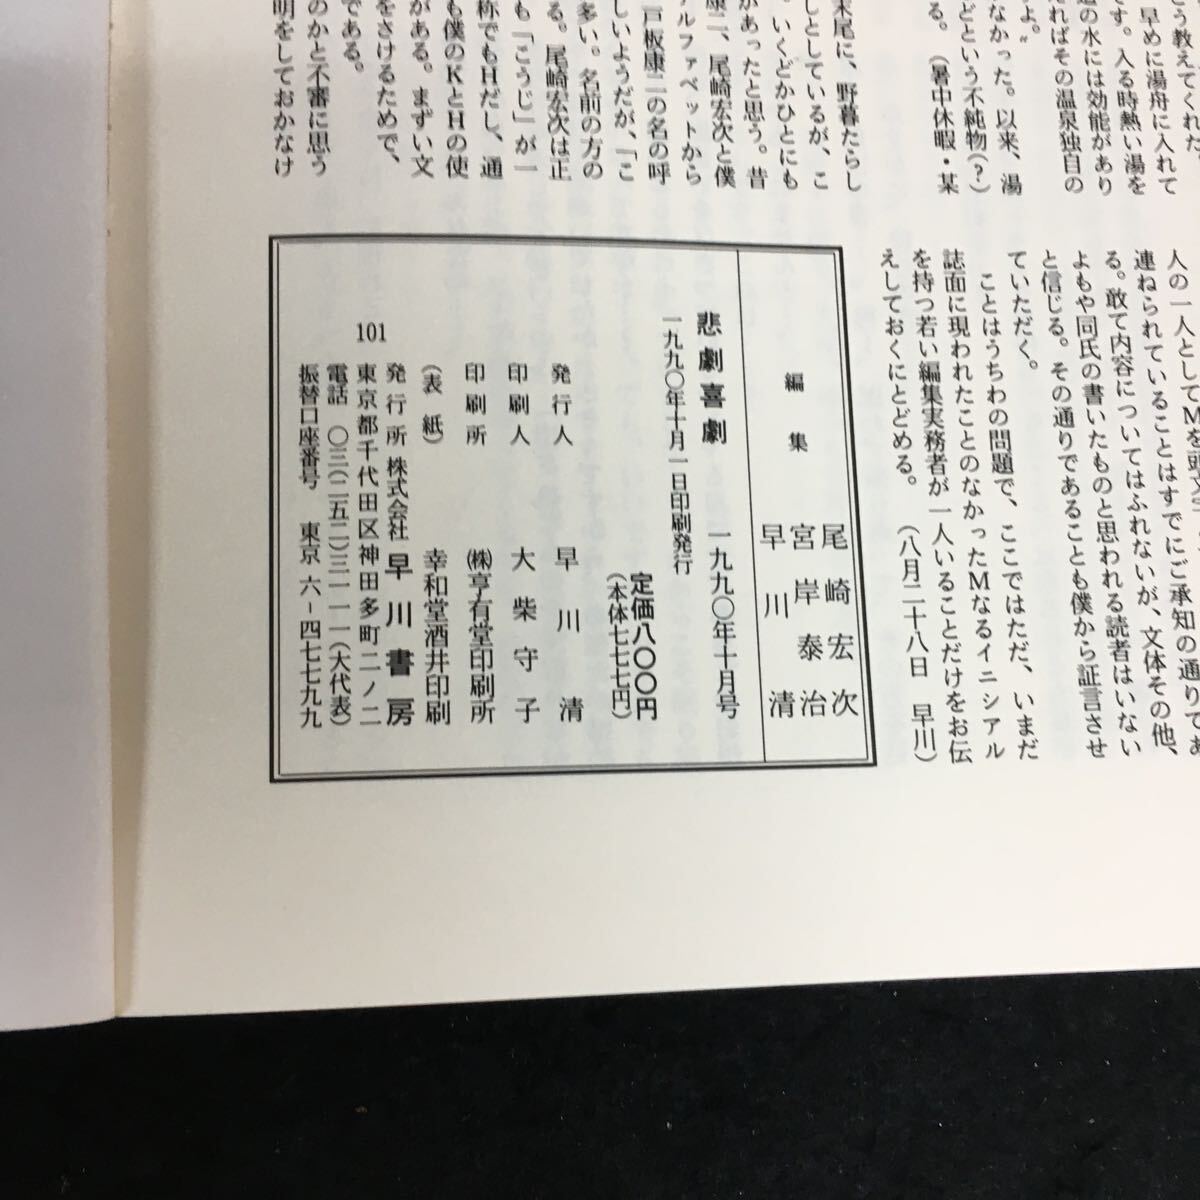 う教えてくれた。
早めに湯舟に入れて
す。入る時熱い湯を
の水には効能があり
ればその温泉独自の
よ。〟
なかった。以来、湯
どという不純物(？)
る。　(暑中休暇・某
末尾に、野暮たらし
しとしているが、こ
いくどかひとにも
があったと思う。昔
康二、尾崎宏次と僕
アルファベットから
戸板康二の名の呼
しいようだが、「こ
多い。名前の方の
る。尾崎宏次は正
も「こうじ」が一
称でもHだし、通
も僕のKとHの使
がある。まずい文
をさけるためで、
である。
のかと不審に思う
明をしておかなけ
人の一人としてMを頭文
連ねられていることはすでにご承知の通りであ
る。敢て内容についてはふれないが、文体その他、
よもや同氏の書いたものと思われる読者はいない
と信じる。その通りであることも僕から証言させ
ていただく。
ことはうちわの問題で、ここではただ、いまだ
誌面に現われたことのなかったMなるイニシアル
を持つ若い編集実務者が一人いることだけをお伝
えしておくにとどめる。　(八月二十八日　早川)
編集
尾崎宏次
宮岸泰治
早川清
悲劇喜劇　一九九〇年十月号
一九九〇年十月一日印刷発行
定価八〇〇円
(本体七七七円)
発行人　早川清
印刷人　大柴守子
印刷所　㈱亨有堂印刷所
(表紙)　幸和堂酒井印刷
発行所　株式会社　早川書房
101　東京都千代田区神田多町二ノ二
電話　〇三(二五二)三一一一(大代表)
振替口座番号　東京　六-四七七九九